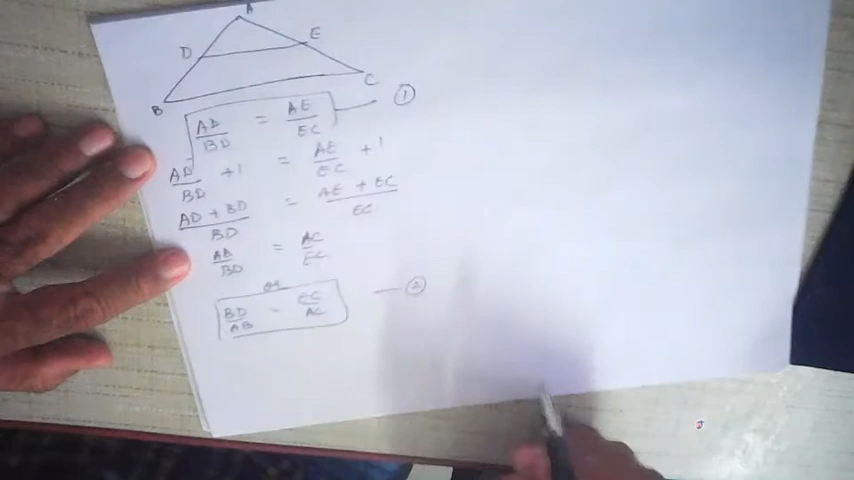 A
D E
B C
AD/BD = AE/EC — ①
AD/BD + 1 = AE/EC + 1
AD + BD/BD = AE + EC/EC
AB/BD = AC/EC
or
BD/AB = EC/AC — ②